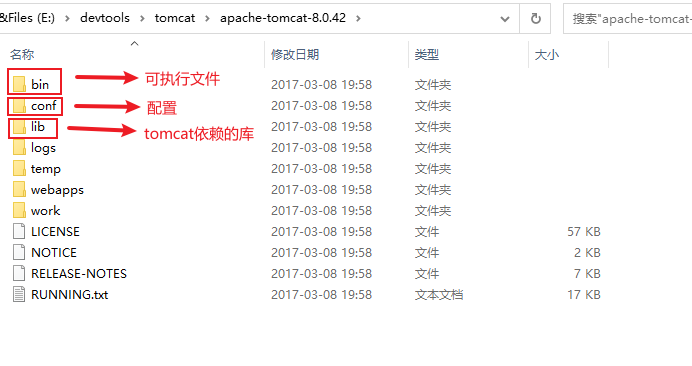 &Files (E:) › devtools › tomcat › apache-tomcat-8.0.42 › 搜索"apache-tomcat-
名称 修改日期 类型 大小
bin 可执行文件 2017-03-08 19:58 文件夹
conf 配置 2017-03-08 19:58 文件夹
lib tomcat依赖的库 2017-03-08 19:58 文件夹
logs 2017-03-08 19:58 文件夹
temp 2017-03-08 19:58 文件夹
webapps 2017-03-08 19:58 文件夹
work 2017-03-08 19:58 文件夹
LICENSE 2017-03-08 19:58 文件 57 KB
NOTICE 2017-03-08 19:58 文件 2 KB
RELEASE-NOTES 2017-03-08 19:58 文件 7 KB
RUNNING.txt 2017-03-08 19:58 文本文档 17 KB